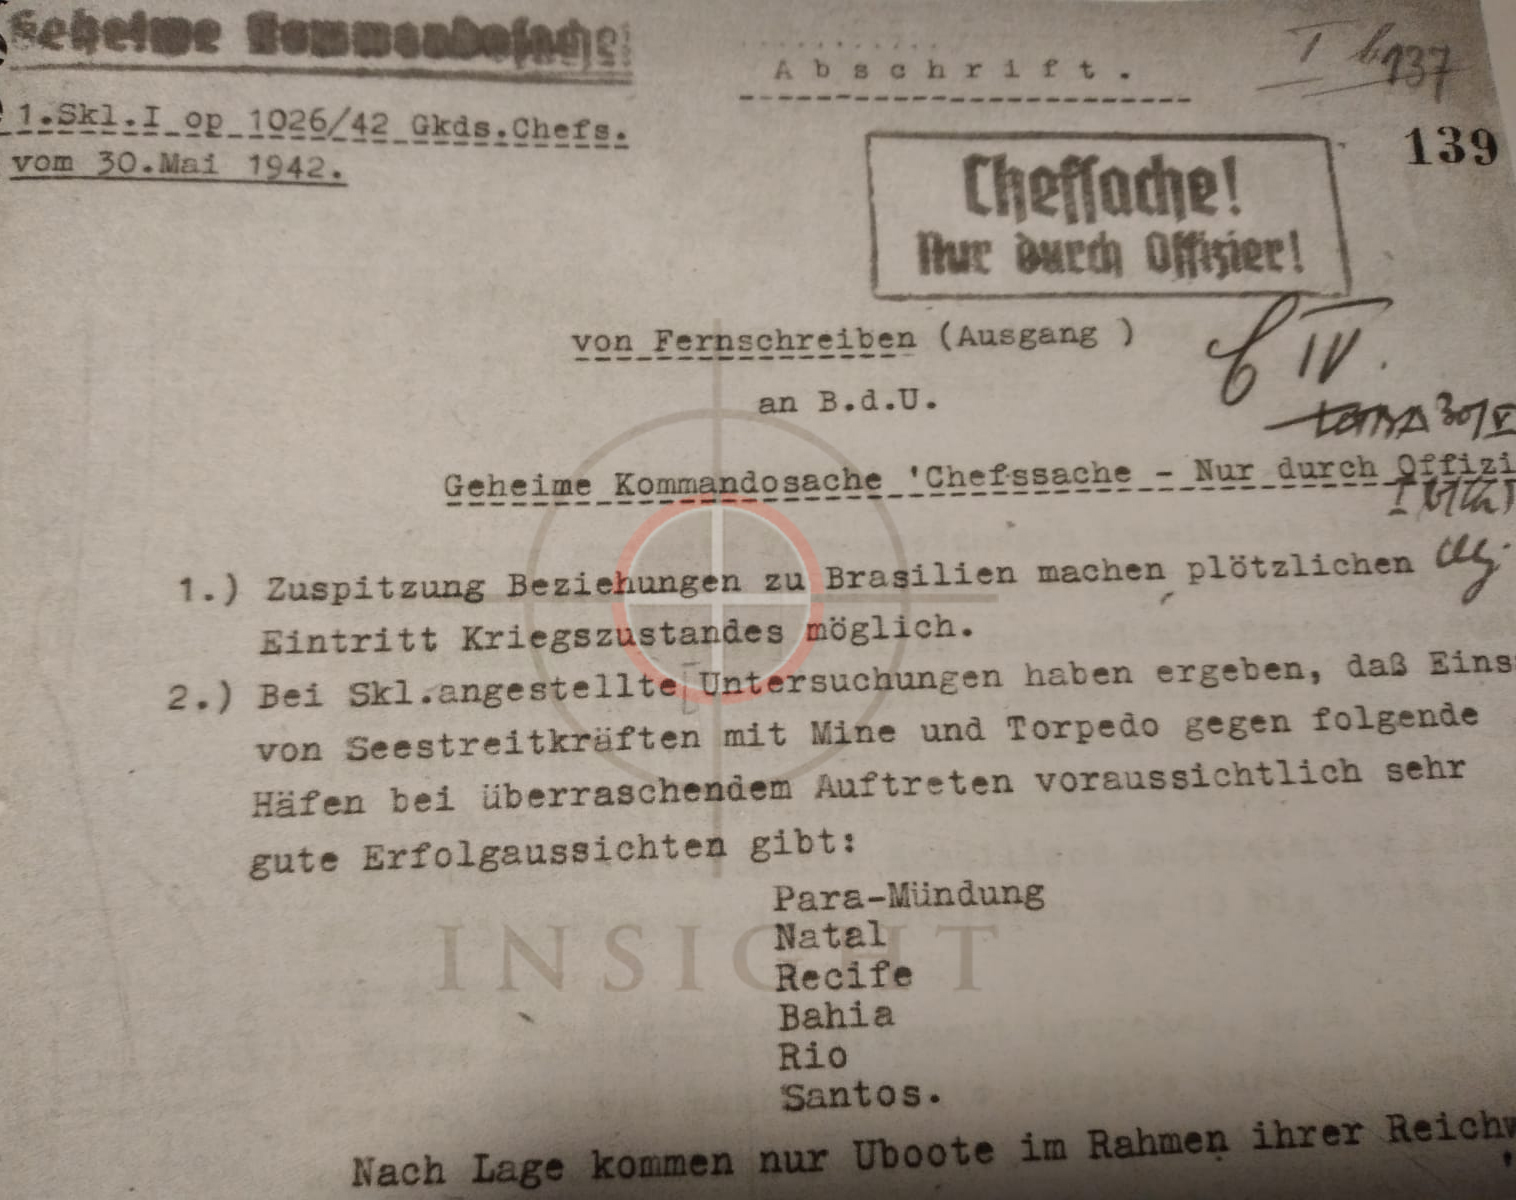 Geheime Kommandosache!
Abschrift.
137
1.Skl.I op 1026/42 Gkds.Chefs.
vom 30.Mai 1942.
139
Chefsache!
Nur durch Offizier!
von Fernschreiben (Ausgang )
IV.
an B.d.U.
30/V
Geheime Kommandosache 'Chefssache - Nur durch Offizi
1.) Zuspitzung Beziehungen zu Brasilien machen plötzlichen
Eintritt Kriegszustandes möglich.
2.) Bei Skl.angestellte Untersuchungen haben ergeben, daß Eins
von Seestreitkräften mit Mine und Torpedo gegen folgende
Häfen bei überraschendem Auftreten voraussichtlich sehr
gute Erfolgaussichten gibt:
Para-Mündung
Natal
INSIGHT
Recife
Bahia
Rio
Santos.
Nach Lage kommen nur Uboote im Rahmen ihrer Reichw